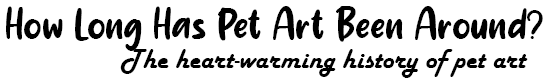 How Long Has Pet Art Been Around?
The heart-warming history of pet art